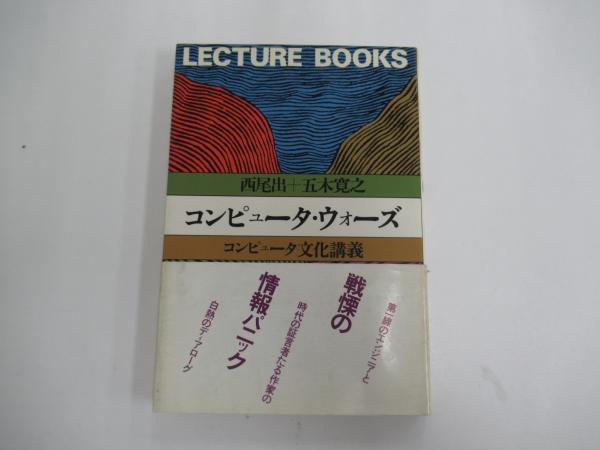 LECTURE BOOKS
西尾出＋五木寛之
コンピュータ・ウォーズ
コンピュータ文化講義
第一線のエンジニアと
戦慄の
時代の証言者たる作家の
情報パニック
白熱のディアローグ